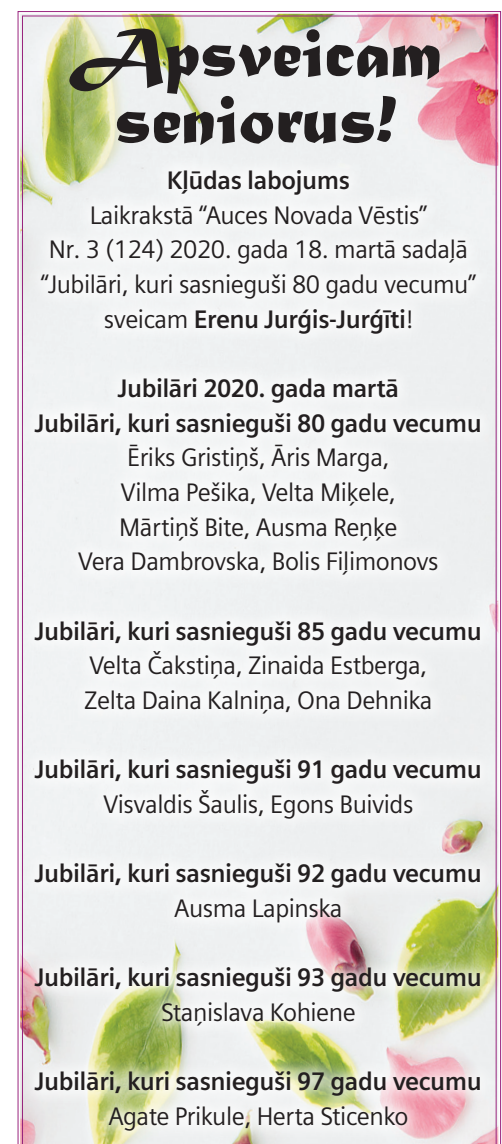 Apsveicam
seniorus!
Kļūdas labojums
Laikrakstā “Auces Novada Vēstis”
Nr. 3 (124) 2020. gada 18. martā sadaļā
“Jubilāri, kuri sasnieguši 80 gadu vecumu”
sveicam Erenu Jurģis-Jurģīti!
Jubilāri 2020. gada martā
Jubilāri, kuri sasnieguši 80 gadu vecumu
Ēriks Gristiņš, Āris Marga,
Vilma Pešika, Velta Miķele,
Mārtiņš Bite, Ausma Reņķe
Vera Dambrovska, Bolis Fiļimonovs
Jubilāri, kuri sasnieguši 85 gadu vecumu
Velta Čakstiņa, Zinaida Estberga,
Zelta Daina Kalniņa, Ona Dehnika
Jubilāri, kuri sasnieguši 91 gadu vecumu
Visvaldis Šaulis, Egons Buivids
Jubilāri, kuri sasnieguši 92 gadu vecumu
Ausma Lapinska
Jubilāri, kuri sasnieguši 93 gadu vecumu
Staņislava Kohiene
Jubilāri, kuri sasnieguši 97 gadu vecumu
Agate Prikule, Herta Sticenko